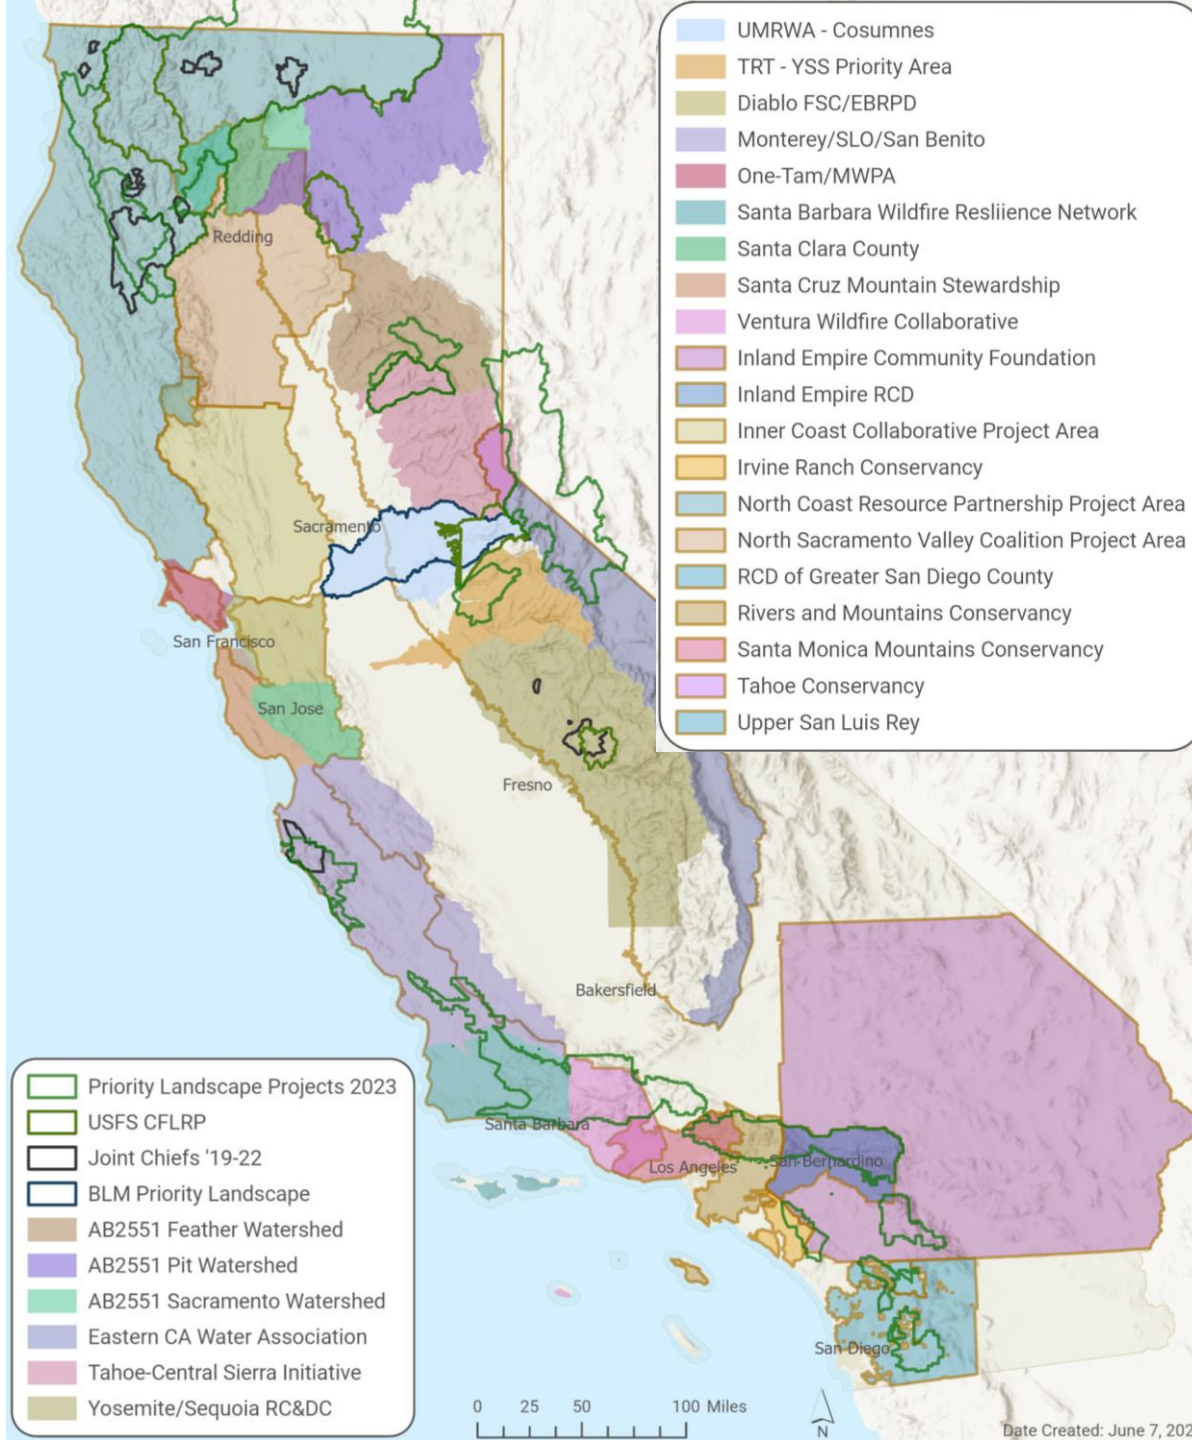 UMRWA - Cosumnes
TRT - YSS Priority Area
Diablo FSC/EBRPD
Monterey/SLO/San Benito
One-Tam/MWPA
Santa Barbara Wildfire Resliience Network
Santa Clara County
Santa Cruz Mountain Stewardship
Ventura Wildfire Collaborative
Inland Empire Community Foundation
Inland Empire RCD
Inner Coast Collaborative Project Area
Irvine Ranch Conservancy
North Coast Resource Partnership Project Area
North Sacramento Valley Coalition Project Area
RCD of Greater San Diego County
Rivers and Mountains Conservancy
Santa Monica Mountains Conservancy
Tahoe Conservancy
Upper San Luis Rey
Redding
Sacramento
San Francisco
San Jose
Fresno
Bakersfield
Santa Barbara
Los Angeles
San Bernardino
San Diego
Priority Landscape Projects 2023
USFS CFLRP
Joint Chiefs '19-22
BLM Priority Landscape
AB2551 Feather Watershed
AB2551 Pit Watershed
AB2551 Sacramento Watershed
Eastern CA Water Association
Tahoe-Central Sierra Initiative
Yosemite/Sequoia RC&DC
0 25 50 100 Miles
N
Date Created: June 7, 202